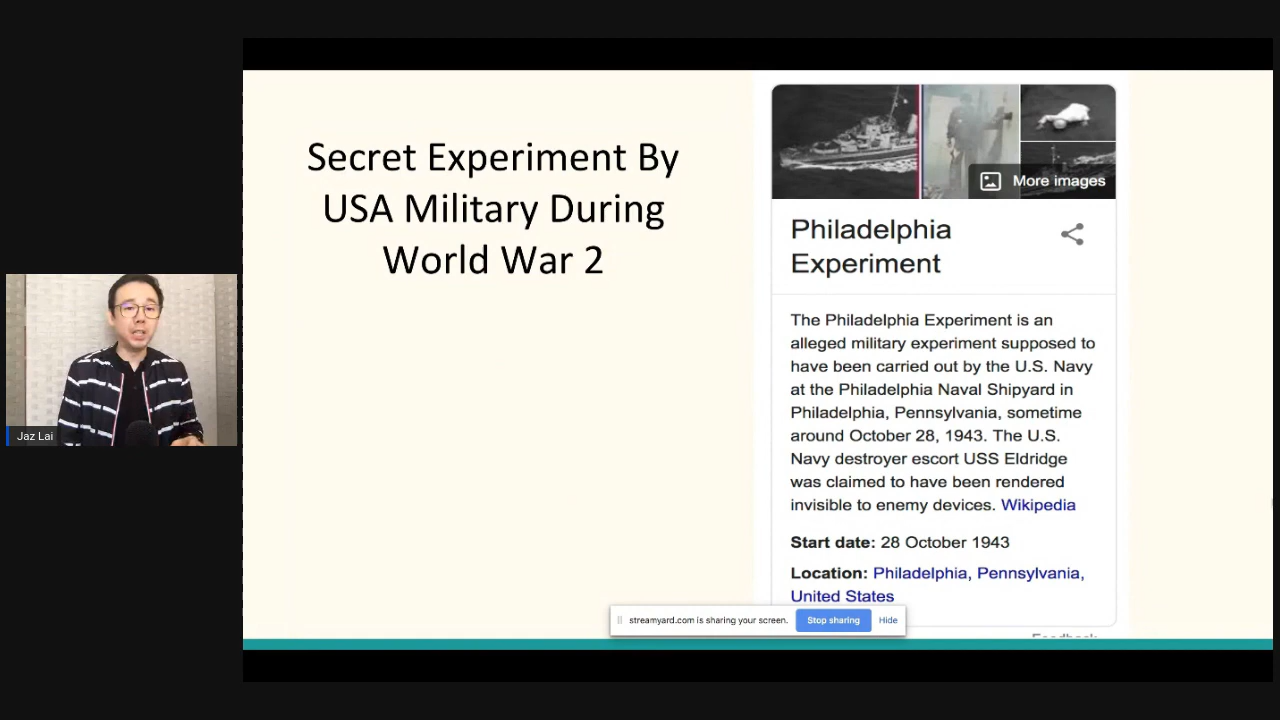 Secret Experiment By
USA Military During
World War 2
More images
Philadelphia
Experiment
The Philadelphia Experiment is an
alleged military experiment supposed to
have been carried out by the U.S. Navy
at the Philadelphia Naval Shipyard in
Philadelphia, Pennsylvania, sometime
around October 28, 1943. The U.S.
Navy destroyer escort USS Eldridge
was claimed to have been rendered
invisible to enemy devices. Wikipedia
Start date: 28 October 1943
Location: Philadelphia, Pennsylvania,
United States
Feedback
streamyard.com is sharing your screen. Stop sharing Hide
Jaz Lai